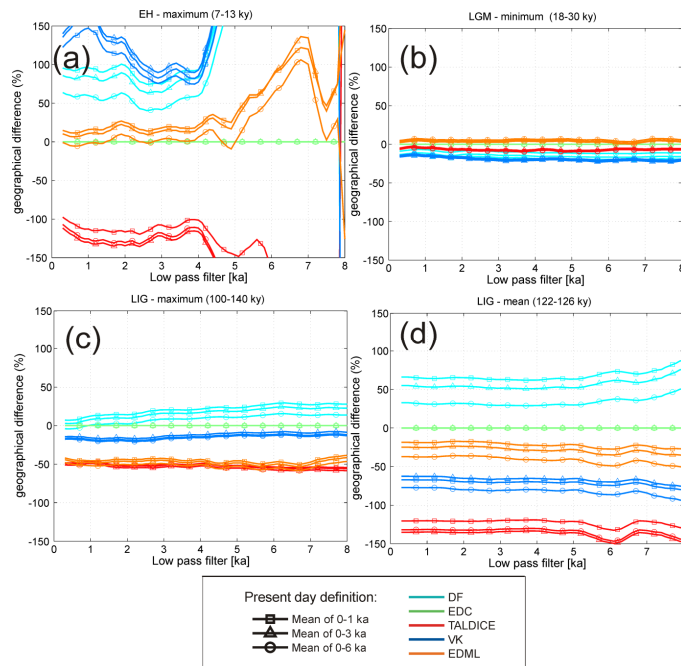 EH - maximum (7-13 ky)
(a)
geographical difference (%)
150
100
50
0
-50
-100
-150
0 1 2 3 4 5 6 7 8
Low pass filter [ka]
LGM - minimum (18-30 ky)
(b)
geographical difference (%)
150
100
50
0
-50
-100
-150
0 1 2 3 4 5 6 7 8
Low pass filter [ka]
LIG - maximum (100-140 ky)
(c)
geographical difference (%)
150
100
50
0
-50
-100
-150
0 1 2 3 4 5 6 7 8
Low pass filter [ka]
LIG - mean (122-126 ky)
(d)
geographical difference (%)
150
100
50
0
-50
-100
-150
0 1 2 3 4 5 6 7
Low pass filter [ka]
Present day definition:
Mean of 0-1 ka
Mean of 0-3 ka
Mean of 0-6 ka
DF
EDC
TALDICE
VK
EDML